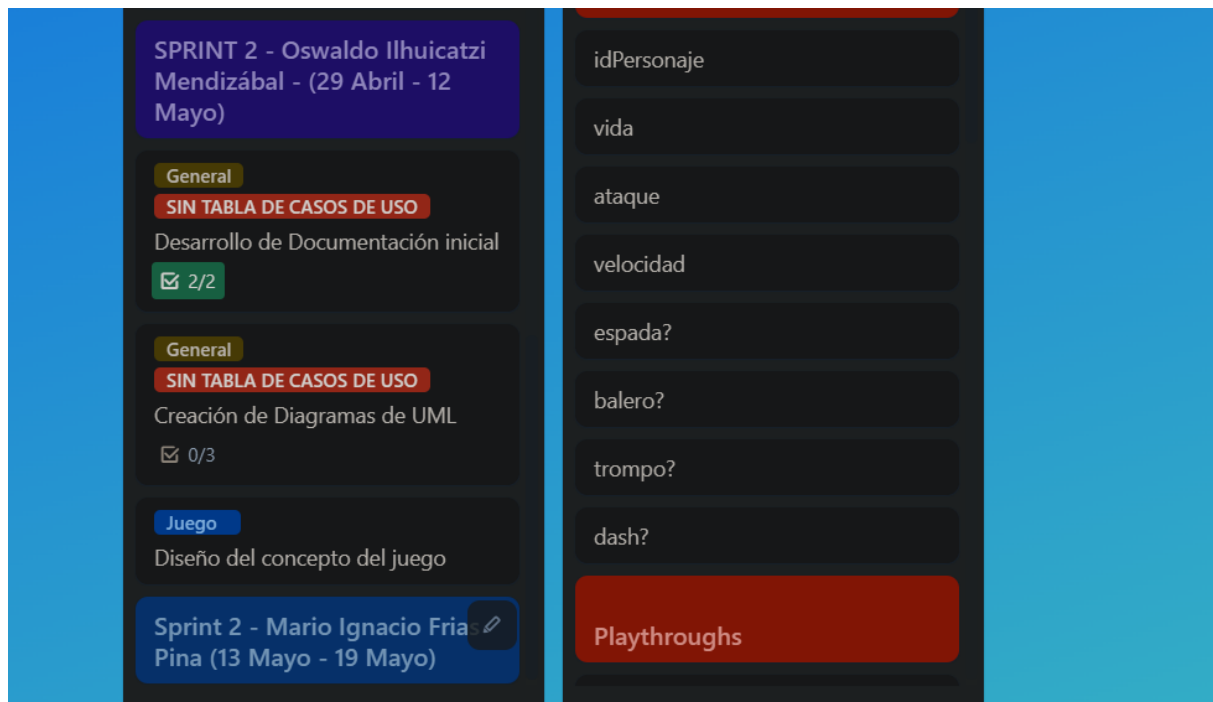 SPRINT 2 - Oswaldo Ilhuicatzi
Mendizábal - (29 Abril - 12
Mayo)
General
SIN TABLA DE CASOS DE USO
Desarrollo de Documentación inicial
2/2
General
SIN TABLA DE CASOS DE USO
Creación de Diagramas de UML
0/3
Juego
Diseño del concepto del juego
Sprint 2 - Mario Ignacio Frias
Pina (13 Mayo - 19 Mayo)
idPersonaje
vida
ataque
velocidad
espada?
balero?
trompo?
dash?
Playthroughs